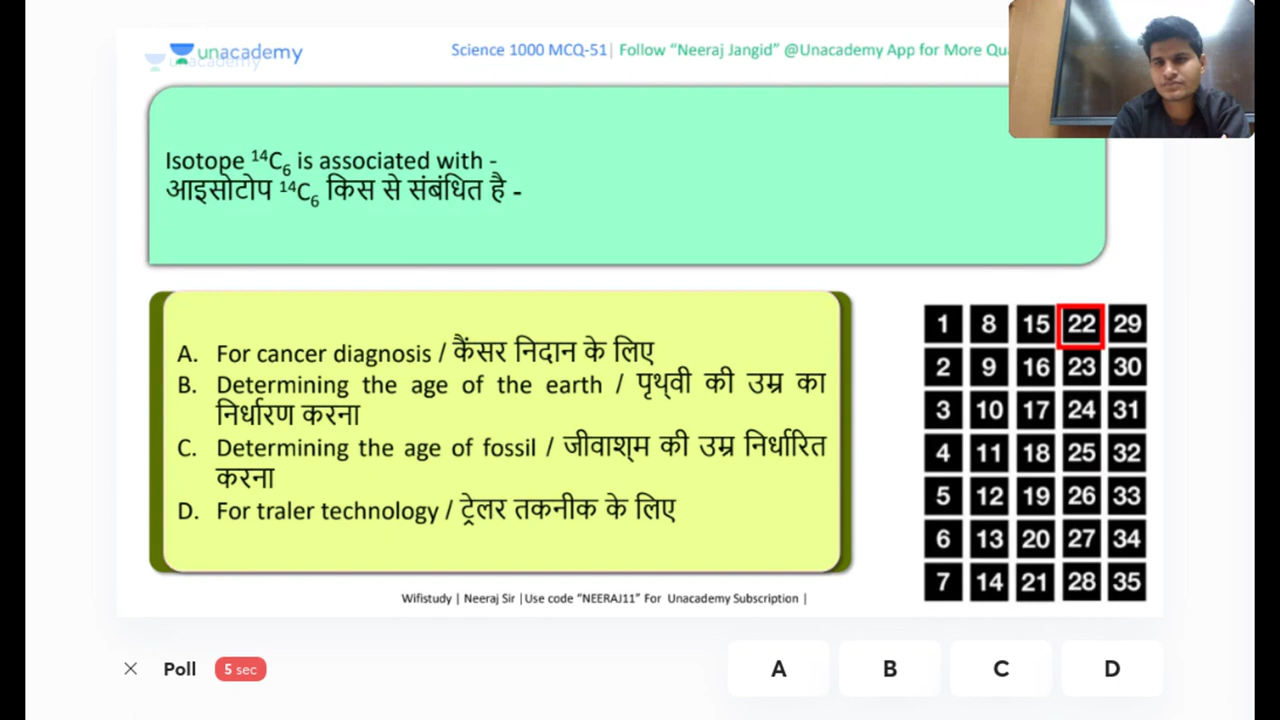 unacademy
unacademy
Science 1000 MCQ-51| Follow “Neeraj Jangid” @Unacademy App for More
Isotope ¹⁴C₆ is associated with -
आइसोटोप ¹⁴C₆ किस से संबंधित है -
A. For cancer diagnosis / कैंसर निदान के लिए
B. Determining the age of the earth / पृथ्वी की उम्र का
निर्धारण करना
C. Determining the age of fossil / जीवाश्म की उम्र निर्धारित
करना
D. For traler technology / ट्रेलर तकनीक के लिए
1 8 15 22 29
2 9 16 23 30
3 10 17 24 31
4 11 18 25 32
5 12 19 26 33
6 13 20 27 34
7 14 21 28 35
Wifistudy | Neeraj Sir |Use code “NEERAJ11” For Unacademy Subscription |
Poll 5 sec A B C D